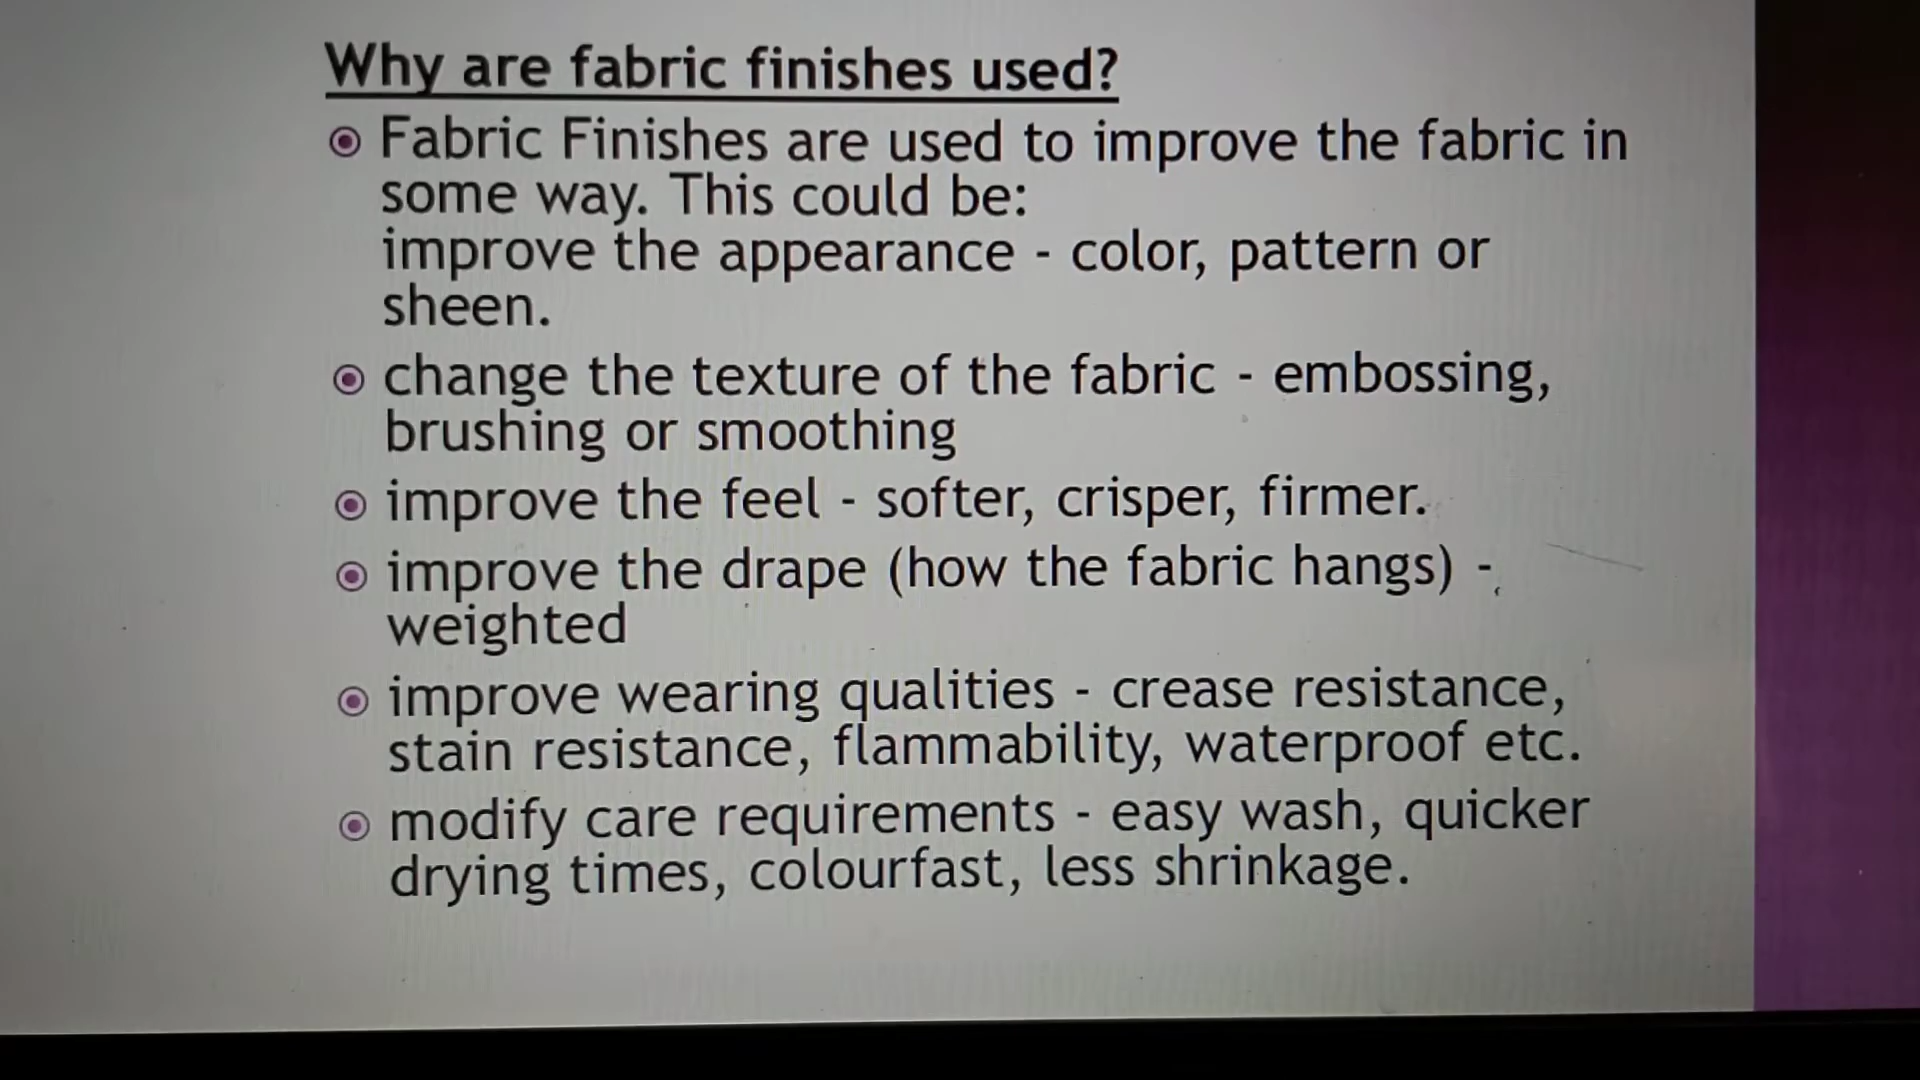 Why are fabric finishes used?
Fabric Finishes are used to improve the fabric in
some way. This could be:
improve the appearance - color, pattern or
sheen.
change the texture of the fabric - embossing,
brushing or smoothing
improve the feel - softer, crisper, firmer.
improve the drape (how the fabric hangs) -
weighted
improve wearing qualities - crease resistance,
stain resistance, flammability, waterproof etc.
modify care requirements - easy wash, quicker
drying times, colourfast, less shrinkage.